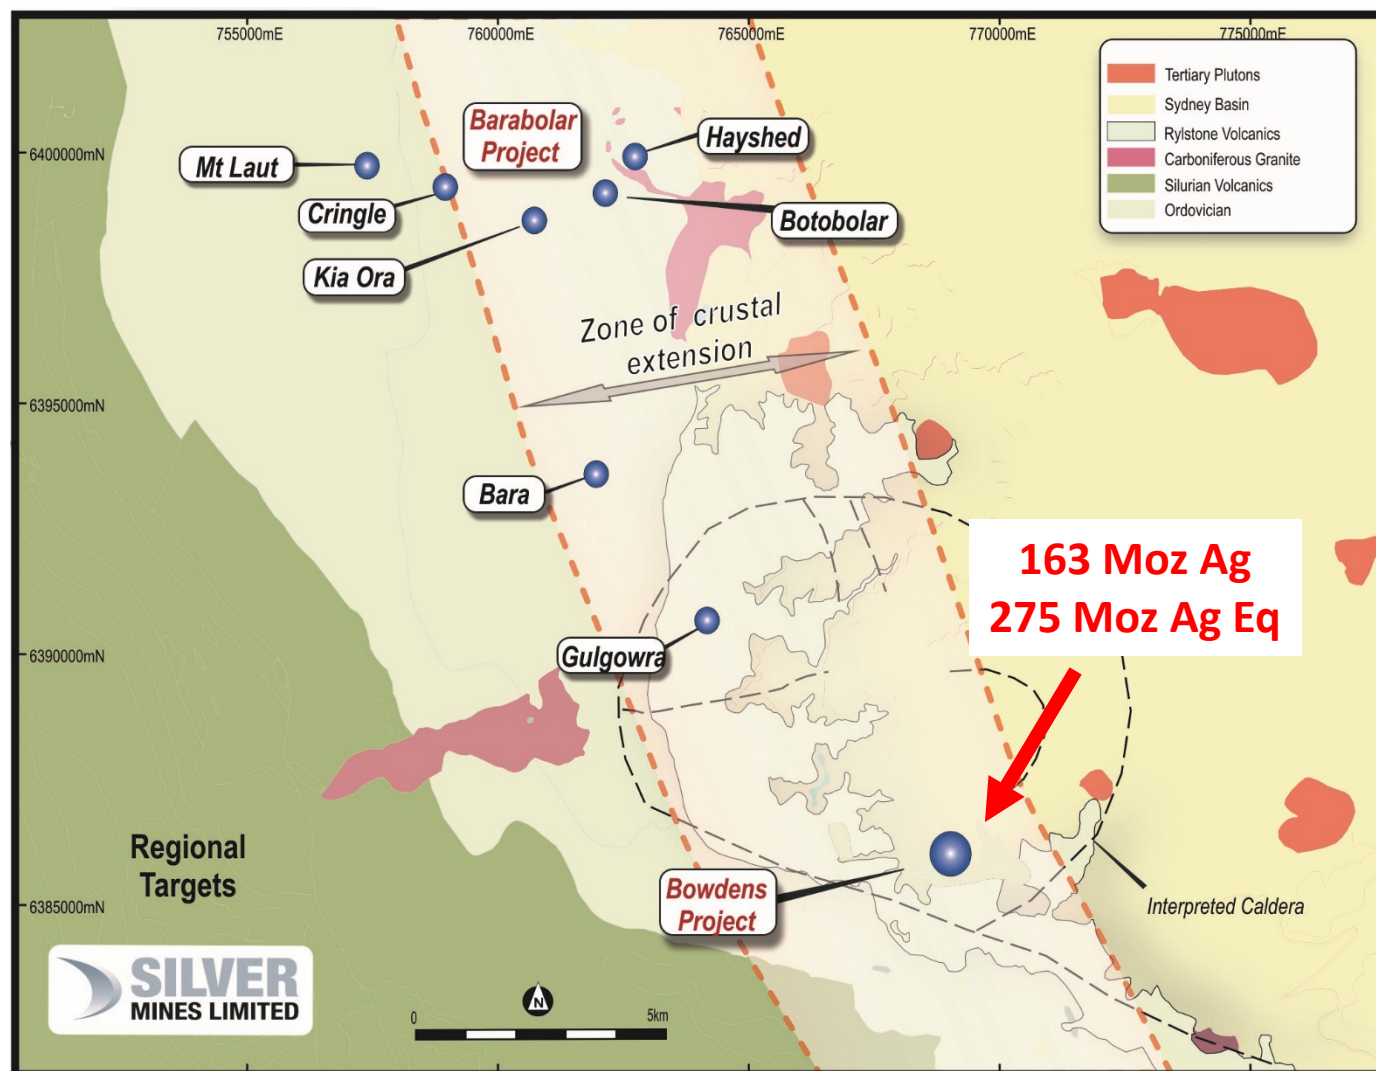 755000mE
760000mE
765000mE
770000mE
775000mE
Tertiary Plutons
Sydney Basin
Rylstone Volcanics
Carboniferous Granite
Silurian Volcanics
Ordovician
6400000mN
Barabolar
Project
Hayshed
Mt Laut
Cringle
Botobolar
Kia Ora
Zone of crustal
extension
6395000mN
Bara
163 Moz Ag
275 Moz Ag Eq
6390000mN
Gulgowra
Regional
Targets
6385000mN
Bowdens
Project
Interpreted Caldera
SILVER
MINES LIMITED
N
0
5km